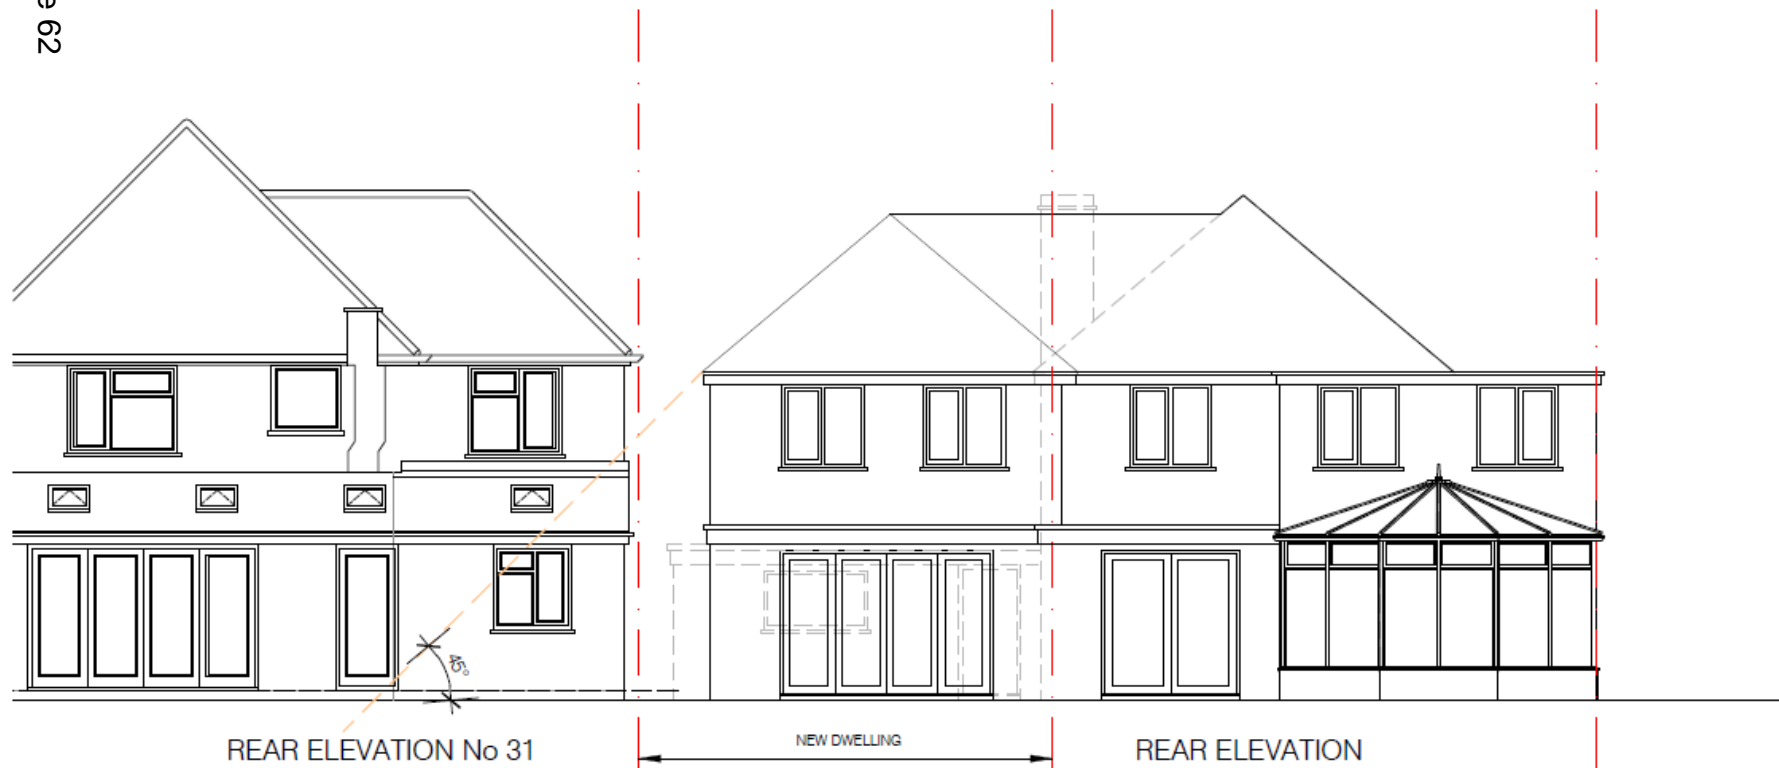 e 62
45°
REAR ELEVATION No 31
NEW DWELLING
REAR ELEVATION